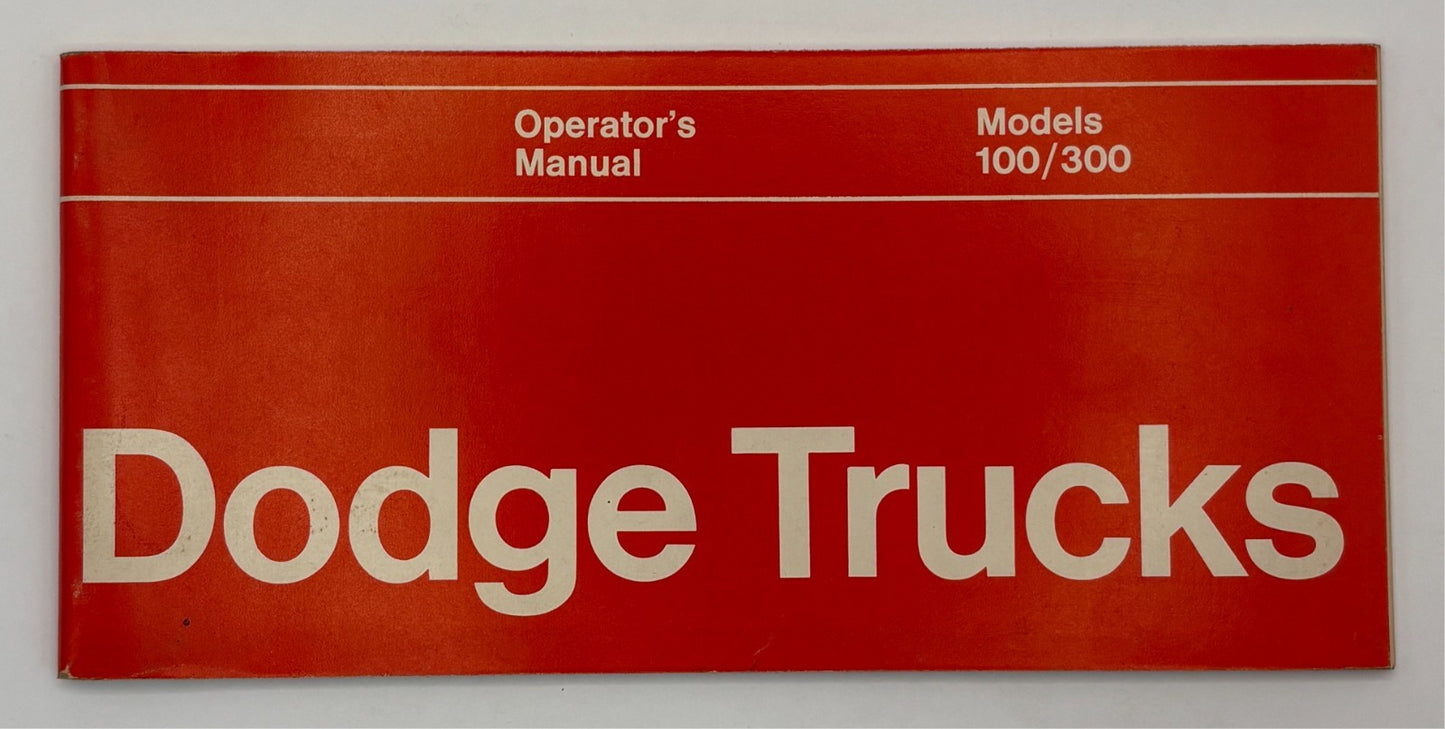 Operator's
Manual
Models
100/300
Dodge Trucks